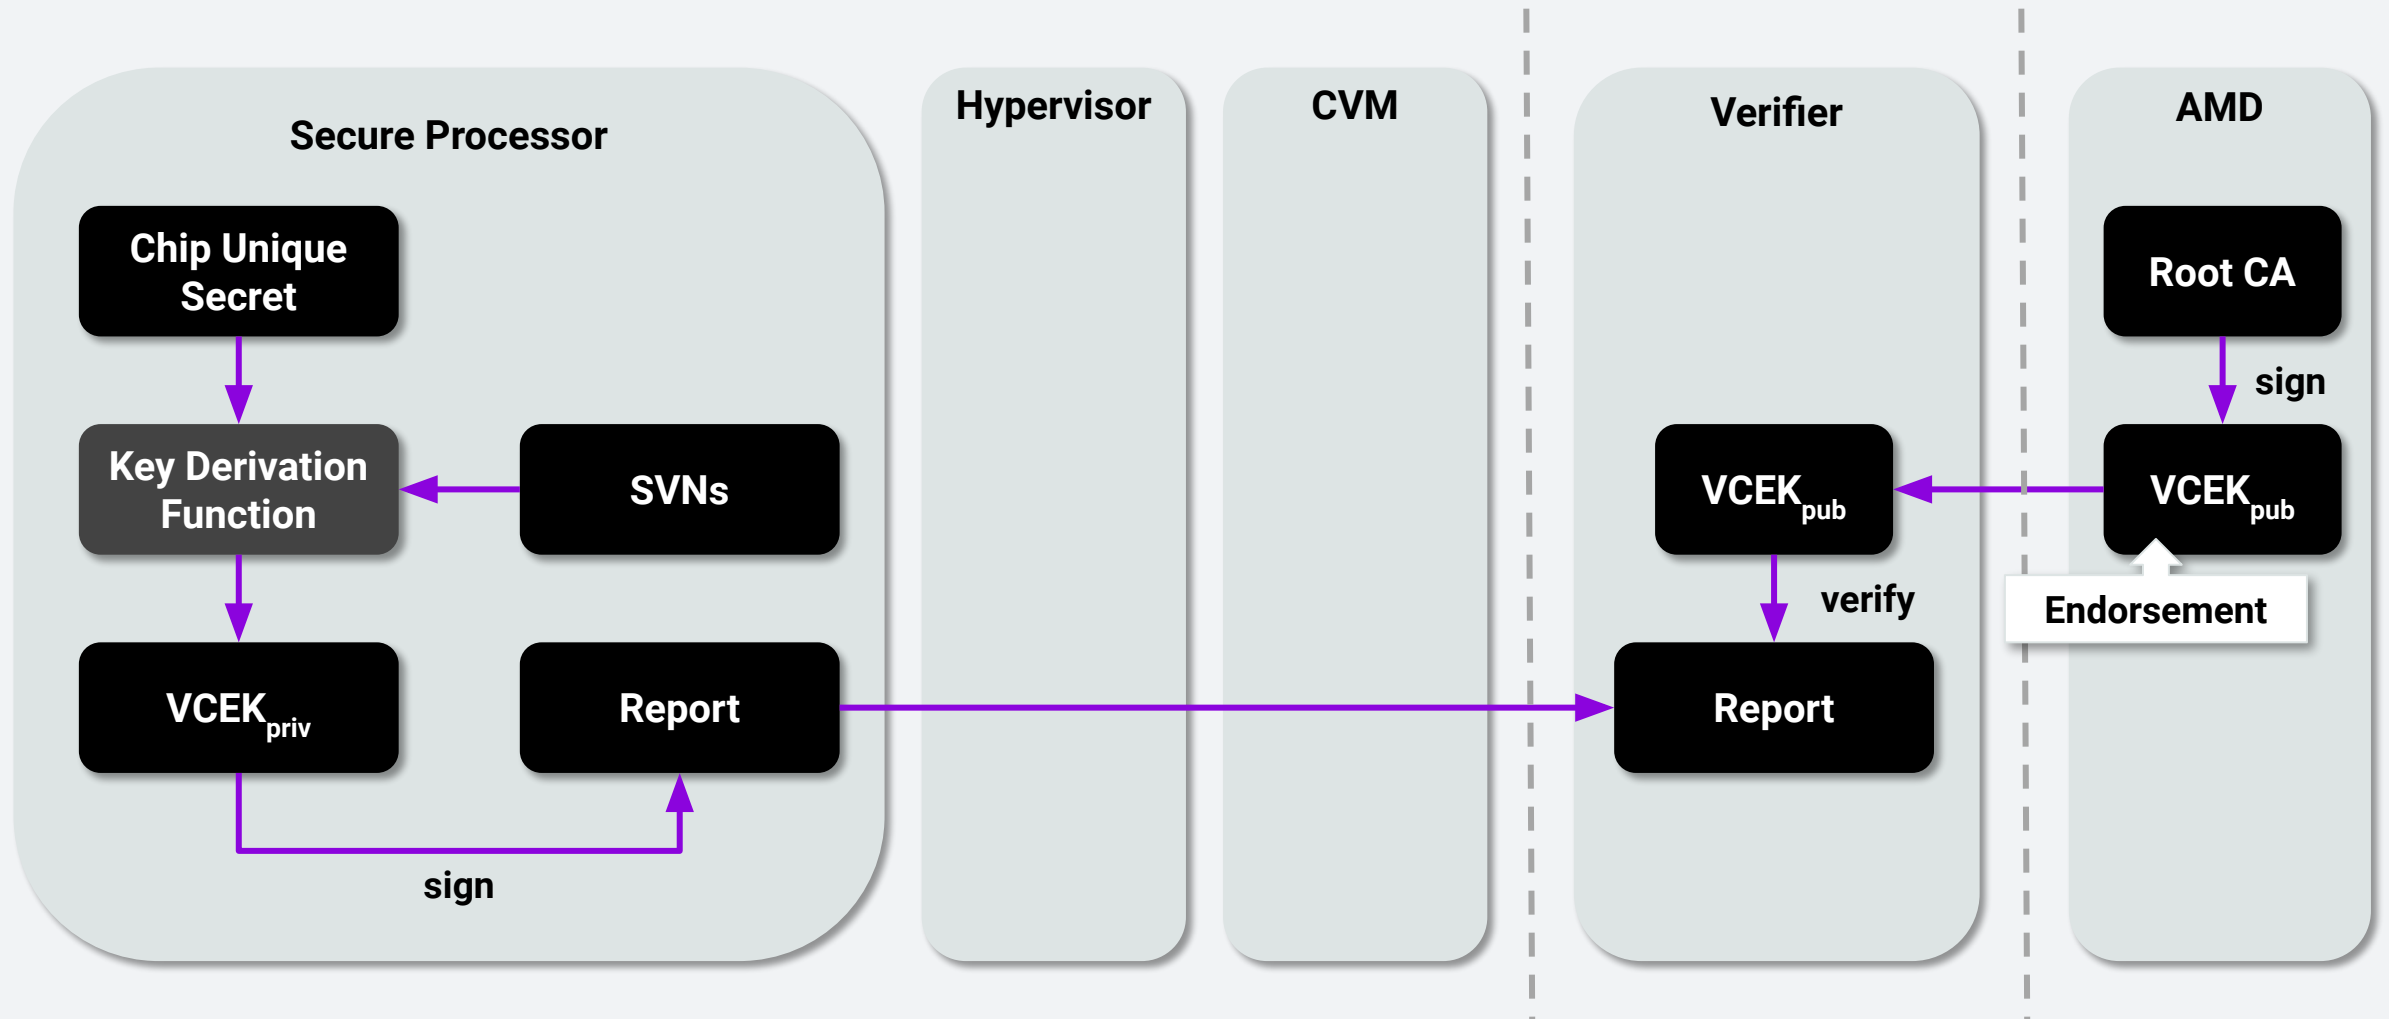 Secure Processor
Hypervisor
CVM
Verifier
AMD
Chip Unique
Secret
Root CA
sign
Key Derivation
Function
SVNs
VCEKpub
VCEKpub
verify
Endorsement
VCEKpriv
Report
Report
sign